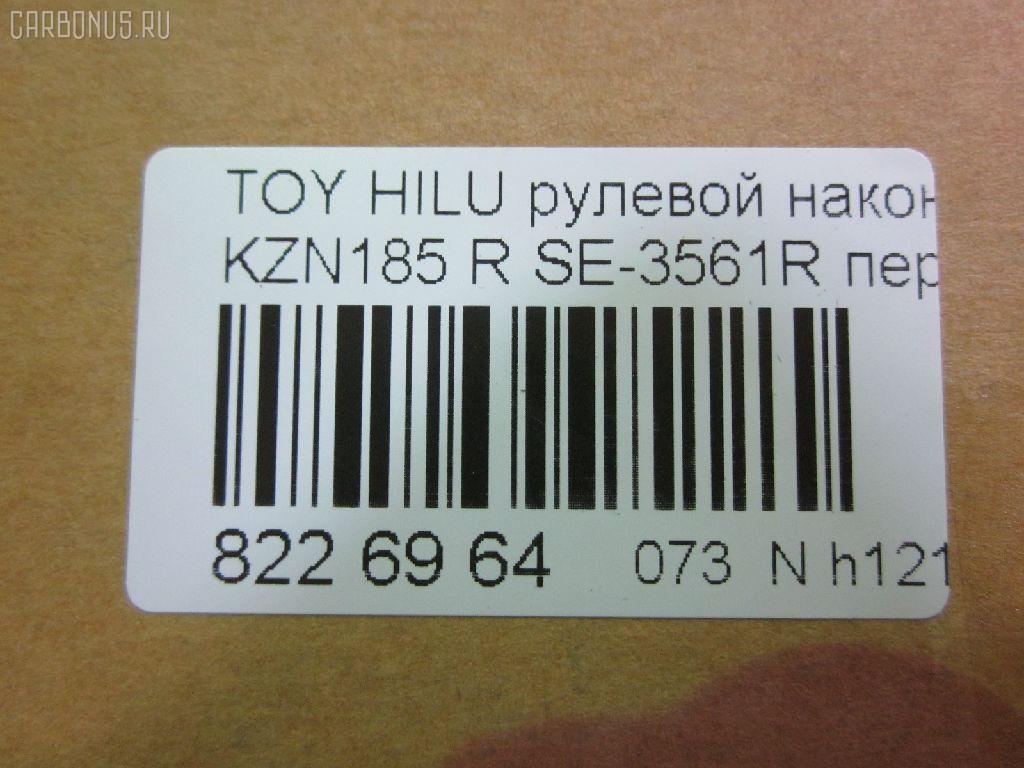 CARBONUS.RU
TOY HILU рулевой након
KZN185 R SE-3561R пер
822 69 64 073 N h121